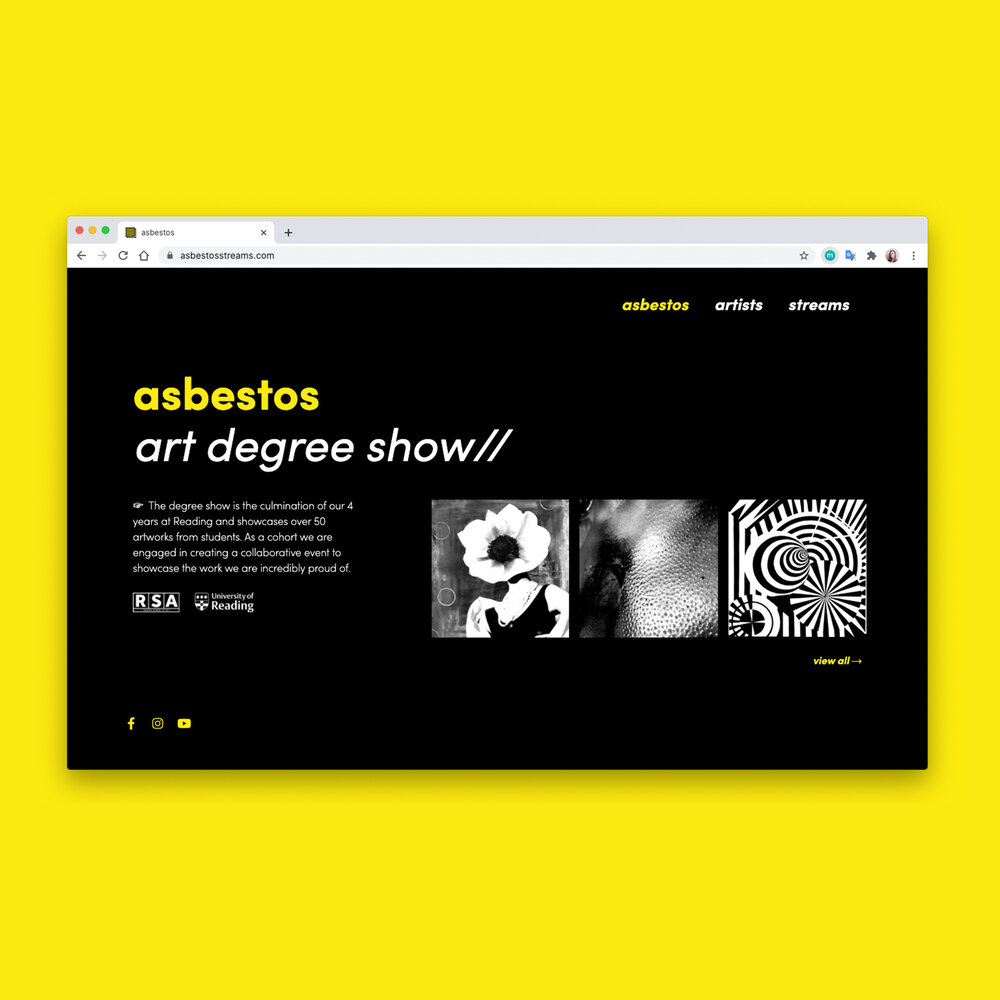 asbestos
asbestosstreams.com
m
asbestos artists streams
asbestos
art degree show//
☞ The degree show is the culmination of our 4
years at Reading and showcases over 50
artworks from students. As a cohort we are
engaged in creating a collaborative event to
showcase the work we are incredibly proud of.
RSA
University of
Reading
view all →